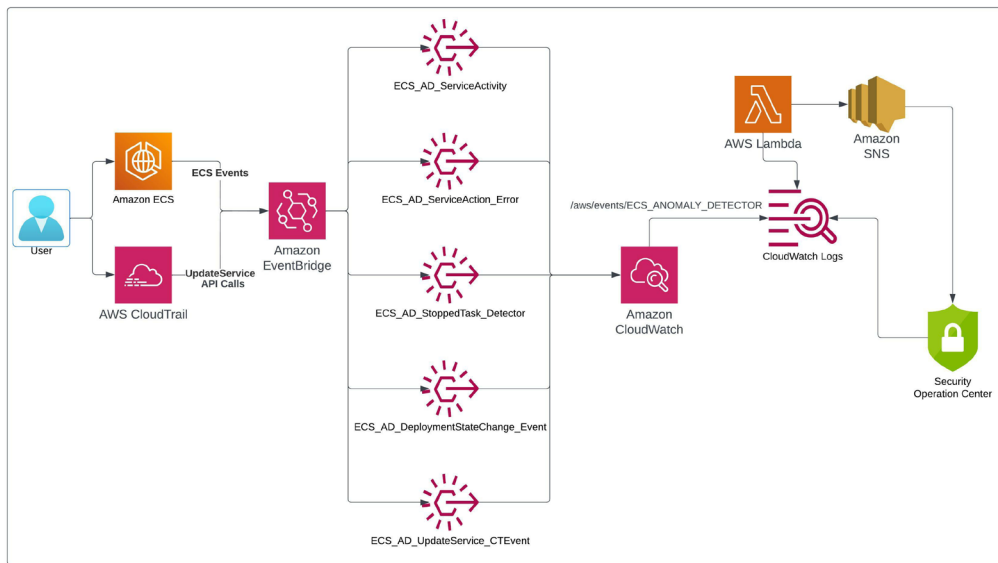 User
Amazon ECS
AWS CloudTrail
ECS Events
UpdateService
API Calls
Amazon
EventBridge
ECS_AD_ServiceActivity
ECS_AD_ServiceAction_Error
ECS_AD_StoppedTask_Detector
ECS_AD_DeploymentStateChange_Event
ECS_AD_UpdateService_CTEvent
Amazon
CloudWatch
/aws/events/ECS_ANOMALY_DETECTOR
AWS Lambda
Amazon
SNS
CloudWatch Logs
Security
Operation Center